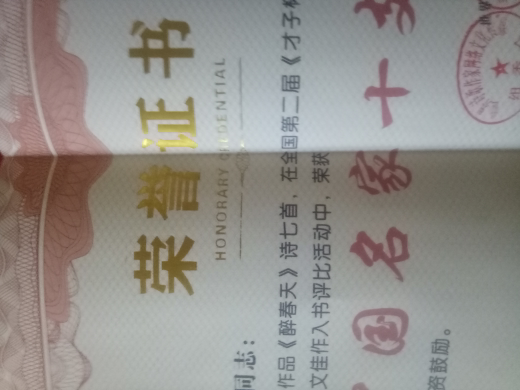 荣誉证书
HONORARY CREDENTIAL
同志：
作品《醉春天》诗七首，在全国第二届《才子
文佳作入书评比活动中，荣获
国名家十
资鼓励。